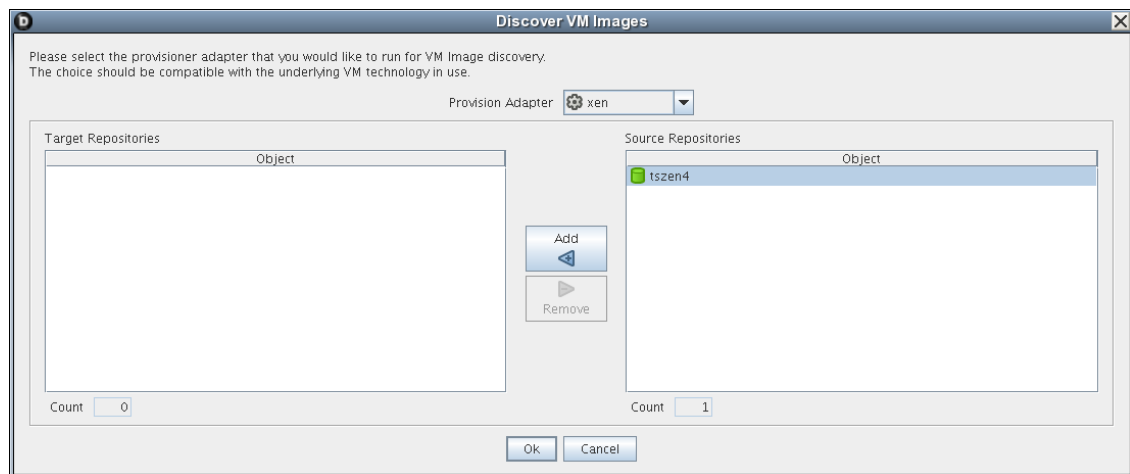 Discover VM Images
Please select the provisioner adapter that you would like to run for VM Image discovery.
The choice should be compatible with the underlying VM technology in use.
Provision Adapter xen
Target Repositories
Source Repositories
Object
Object
tszen4
Add
Remove
Count 0
Count 1
Ok Cancel